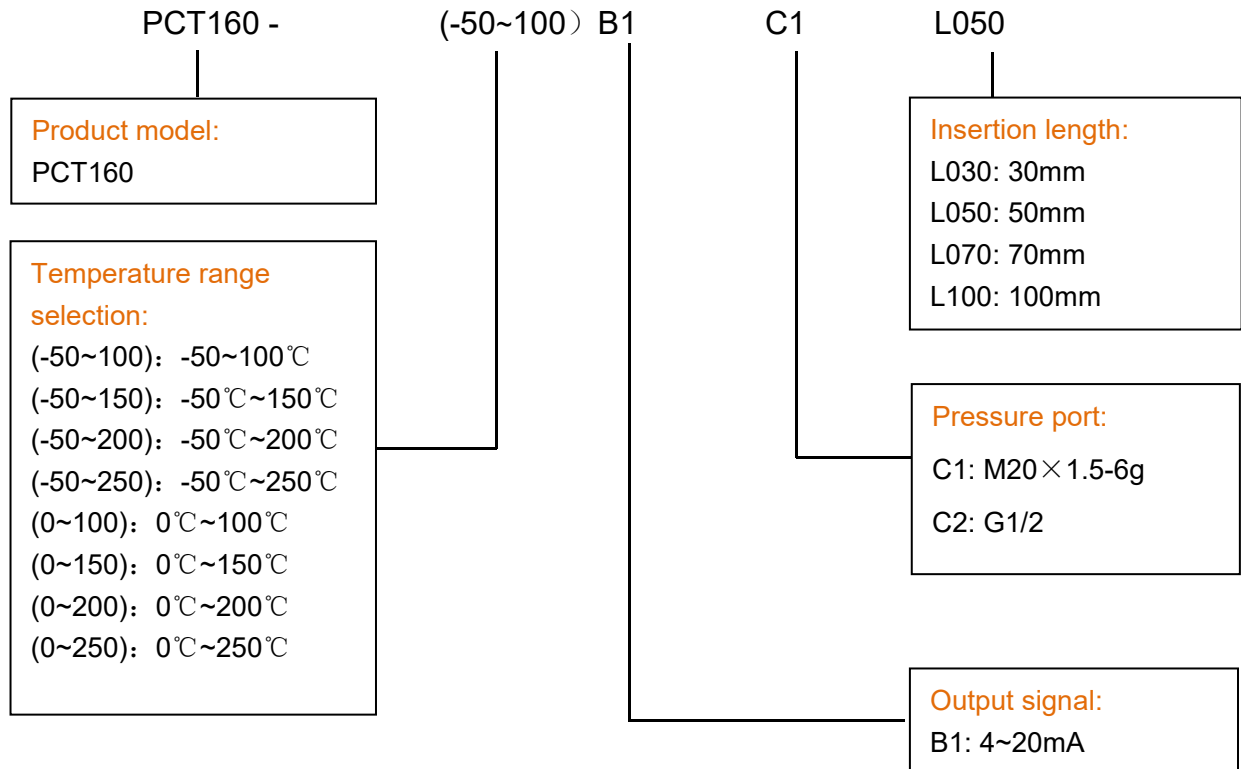 PCT160 - (-50~100）B1 C1 L050
Product model:
PCT160
Temperature range
selection:
(-50~100)：-50~100℃
(-50~150)：-50℃~150℃
(-50~200)：-50℃~200℃
(-50~250)：-50℃~250℃
(0~100)：0℃~100℃
(0~150)：0℃~150℃
(0~200)：0℃~200℃
(0~250)：0℃~250℃
Insertion length:
L030: 30mm
L050: 50mm
L070: 70mm
L100: 100mm
Pressure port:
C1: M20×1.5-6g
C2: G1/2
Output signal:
B1: 4~20mA